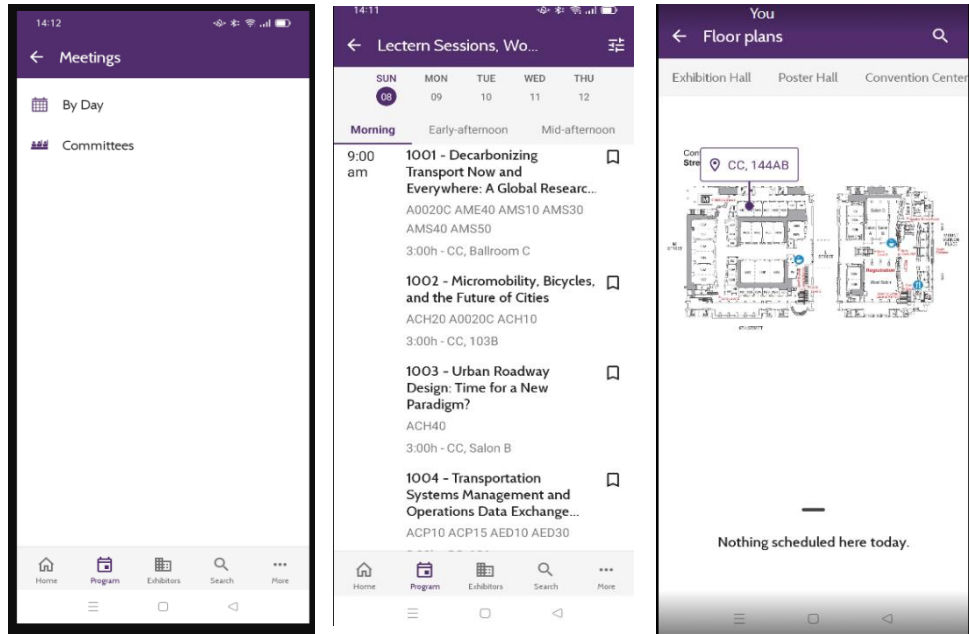 14:12
Meetings
By Day
Committees
Home Program Exhibitors Search More
14:11
Lectern Sessions, Wo...
SUN MON TUE WED THU
08 09 10 11 12
Morning Early-afternoon Mid-afternoon
9:00 am
1001 - Decarbonizing
Transport Now and
Everywhere: A Global Researc...
A0020C AME40 AMS10 AMS30
AMS40 AMS50
3:00h - CC, Ballroom C
1002 - Micromobility, Bicycles,
and the Future of Cities
ACH20 A0020C ACH10
3:00h - CC, 103B
1003 - Urban Roadway
Design: Time for a New
Paradigm?
ACH40
3:00h - CC, Salon B
1004 - Transportation
Systems Management and
Operations Data Exchange...
ACP10 ACP15 AED10 AED30
Home Program Exhibitors Search More
You
Floor plans
Exhibition Hall Poster Hall Convention Center
CC, 144AB
Registration
Nothing scheduled here today.